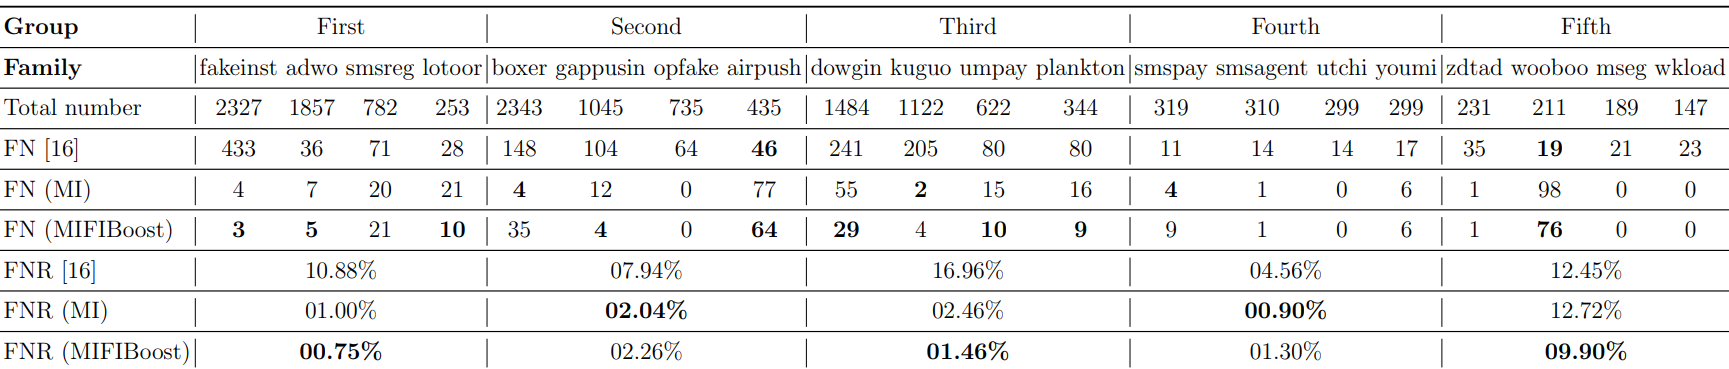 Group First Second Third Fourth Fifth
Family fakeinst adwo smsreg lotoor boxer gappusin opfake airpush dowgin kuguo umpay plankton smspay smsagent utchi youmi zdtad wooboo mseg wkload
Total number 2327 1857 782 253 2343 1045 735 435 1484 1122 622 344 319 310 299 299 231 211 189 147
FN [16] 433 36 71 28 148 104 64 46 241 205 80 80 11 14 14 17 35 19 21 23
FN (MI) 4 7 20 21 4 12 0 77 55 2 15 16 4 1 0 6 1 98 0 0
FN (MIFIBoost) 3 5 21 10 35 4 0 64 29 4 10 9 9 1 0 6 1 76 0 0
FNR [16] 10.88% 07.94% 16.96% 04.56% 12.45%
FNR (MI) 01.00% 02.04% 02.46% 00.90% 12.72%
FNR (MIFIBoost) 00.75% 02.26% 01.46% 01.30% 09.90%